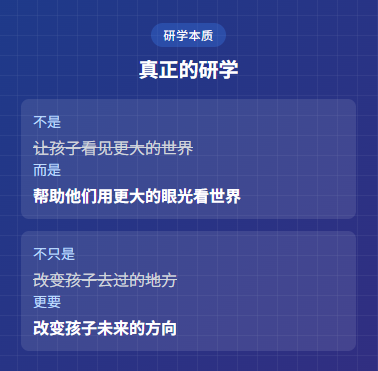 研学本质
真正的研学
不是
让孩子看见更大的世界
而是
帮助他们用更大的眼光看世界
不只是
改变孩子去过的地方
更要
改变孩子未来的方向